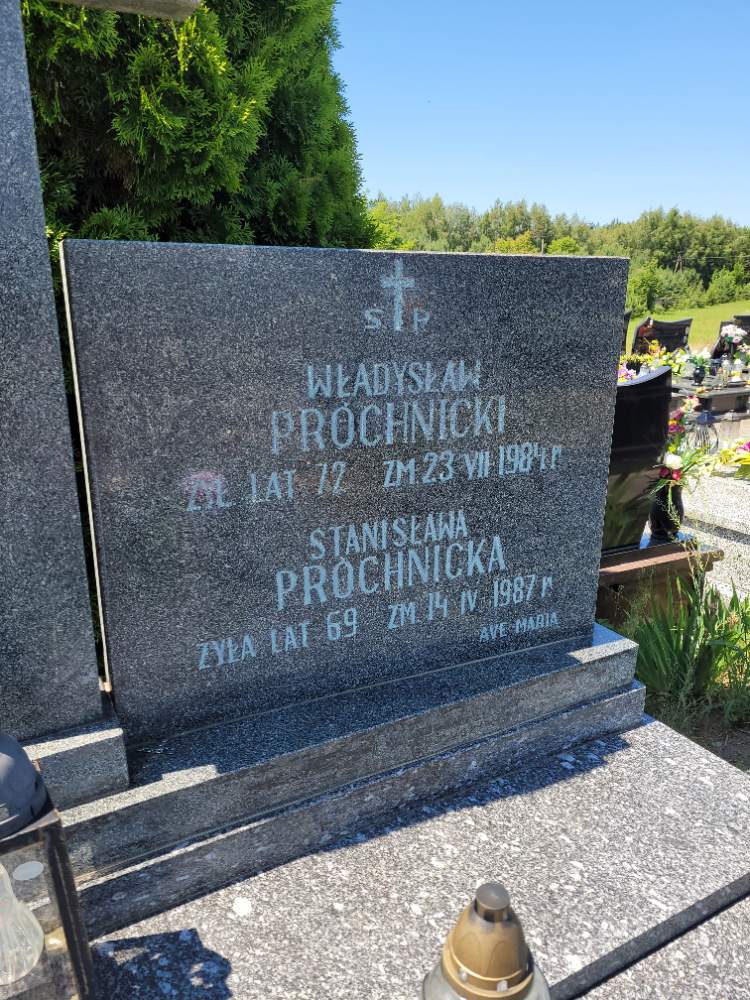 Ś P
WŁADYSŁAW
PRÓCHNICKI
ŻYŁ LAT 72 ZM 23 VII 1984 r.
STANISŁAWA
PRÓCHNICKA
ŻYŁA LAT 69 ZM 14 IV 1987 r.
AVE MARIA